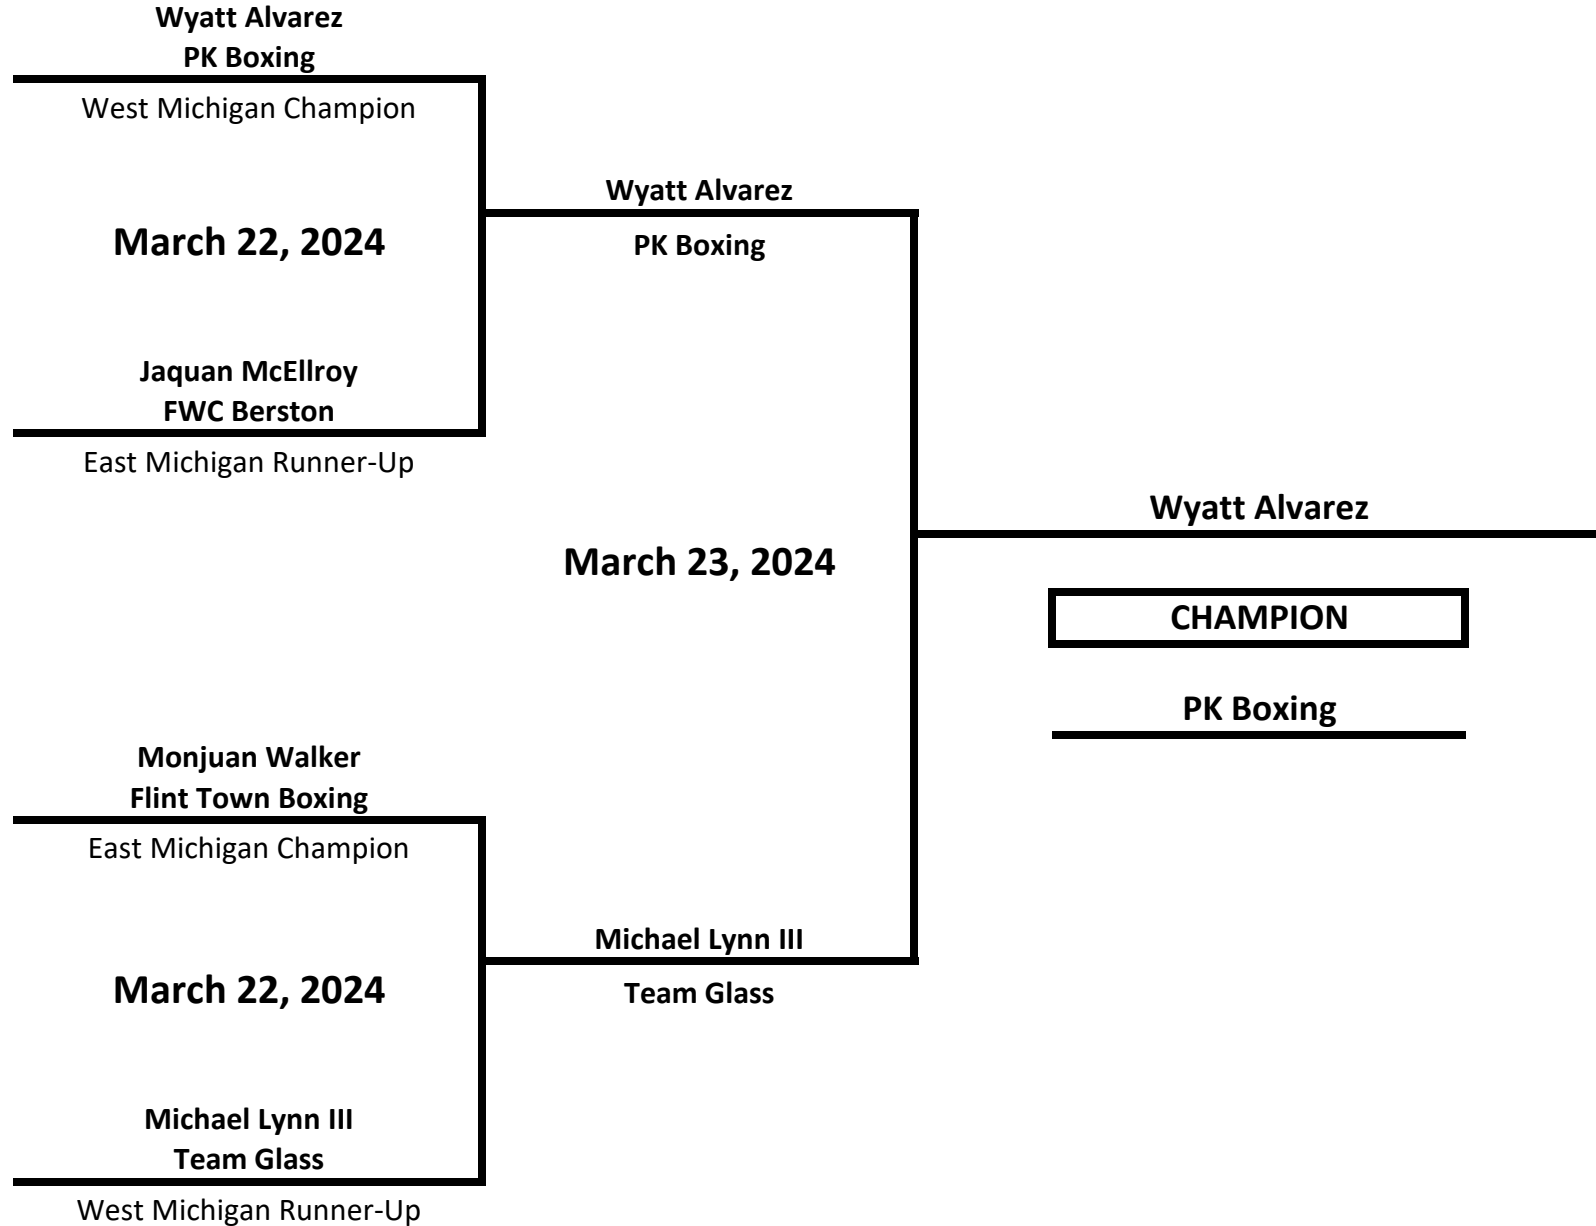 Wyatt Alvarez
PK Boxing
West Michigan Champion
March 22, 2024
Jaquan McEllroy
FWC Berston
East Michigan Runner-Up
Wyatt Alvarez
PK Boxing
March 23, 2024
Wyatt Alvarez
CHAMPION
PK Boxing
Monjuan Walker
Flint Town Boxing
East Michigan Champion
March 22, 2024
Michael Lynn III
Team Glass
West Michigan Runner-Up
Michael Lynn III
Team Glass